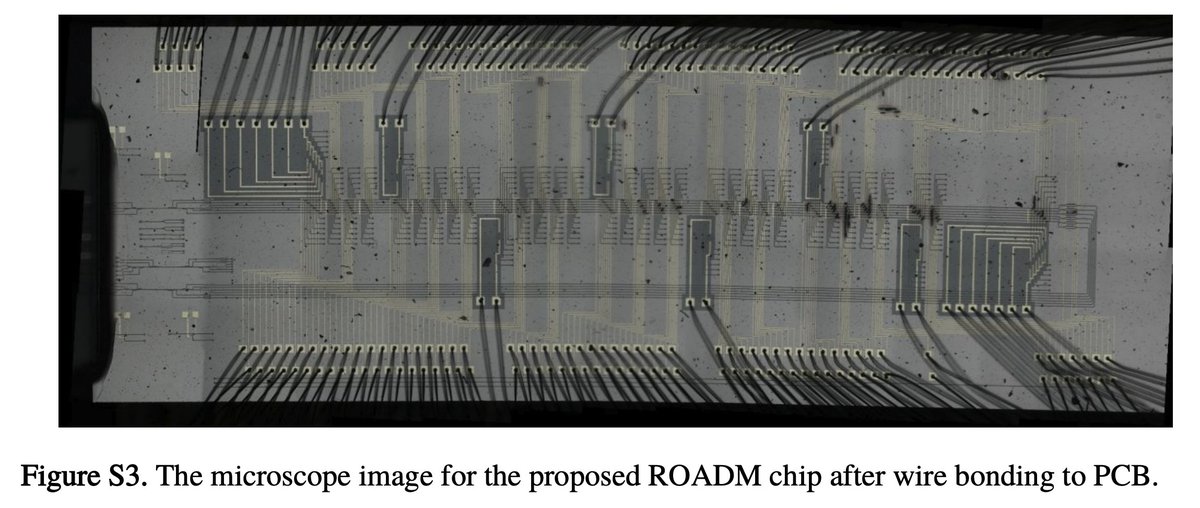 Figure S3. The microscope image for the proposed ROADM chip after wire bonding to PCB.